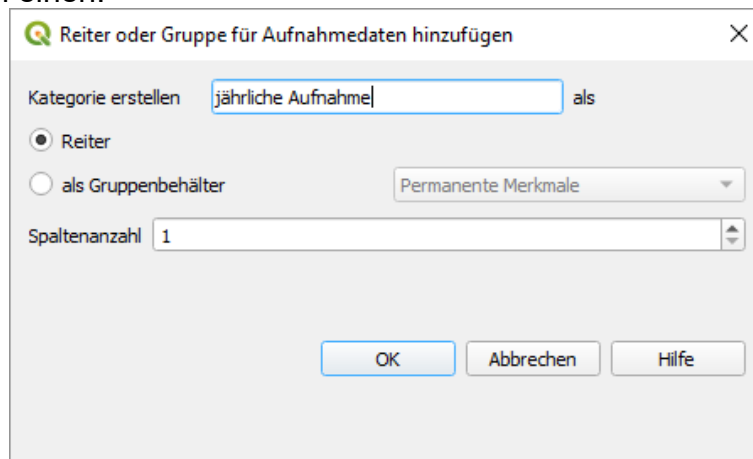 Reiter oder Gruppe für Aufnahmedaten hinzufügen
Kategorie erstellen jährliche Aufnahme als
Reiter
als Gruppenbehälter Permanente Merkmale
Spaltenanzahl 1
OK Abbrechen Hilfe